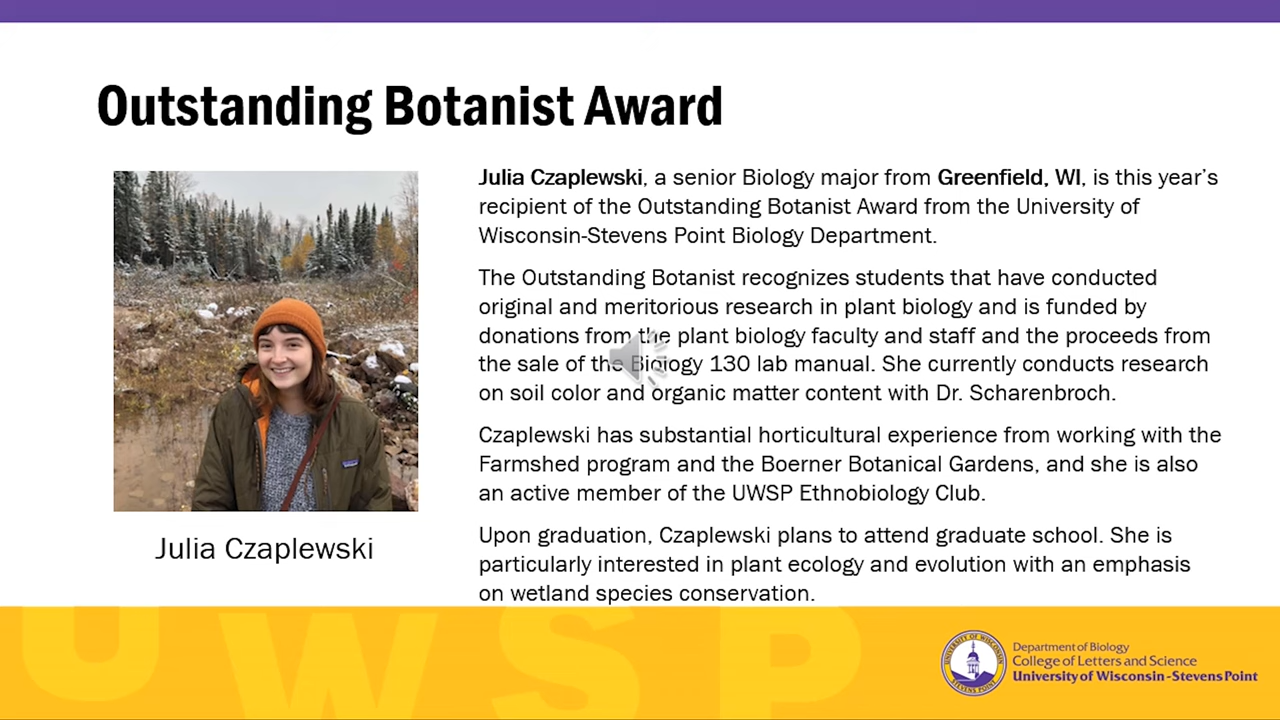 Outstanding Botanist Award
Julia Czaplewski, a senior Biology major from Greenfield, WI, is this year's
recipient of the Outstanding Botanist Award from the University of
Wisconsin-Stevens Point Biology Department.
The Outstanding Botanist recognizes students that have conducted
original and meritorious research in plant biology and is funded by
donations from the plant biology faculty and staff and the proceeds from
the sale of the Biology 130 lab manual. She currently conducts research
on soil color and organic matter content with Dr. Scharenbroch.
Czaplewski has substantial horticultural experience from working with the
Farmshed program and the Boerner Botanical Gardens, and she is also
an active member of the UWSP Ethnobiology Club.
Upon graduation, Czaplewski plans to attend graduate school. She is
particularly interested in plant ecology and evolution with an emphasis
on wetland species conservation.
Julia Czaplewski
UWSP
UNIVERSITY OF WISCONSIN
STEVENS POINT
Department of Biology
College of Letters and Science
University of Wisconsin-Stevens Point